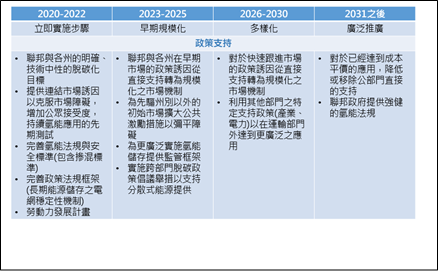 2020-2022
2023-2025
2026-2030
2031之後
立即實施步驟
早期規模化
多樣化
廣泛推廣
政策支持
• 聯邦與各州的明確、
技術中性的脫碳化
目標
• 提供連結市場誘因
以克服市場障礙，
增加公眾接受度，
持續氫能應用的先
期測試
• 完善氫能法規與安
全標準(包含摻混標
準)
• 完善政策法規框架
(長期能源儲存之電
網穩定性機制)
• 勞動力發展計畫
• 聯邦與各州在早期
市場的政策誘因從
直接支持轉為規模
化之市場機制
• 為先驅州別以外的
初始市場擴大公共
激勵措施以彌平障
礙
• 為更廣泛實施氫能
儲存提供監管框架
• 實施跨部門脫碳政
策倡議舉措以支持
分散式能源提供
• 對於快速跟進市場
的政策誘因從直接
支持轉為規模化之
市場機制
• 利用其他部門之特
定支持政策(產業、
電力)以在運輸部門
外達到更廣泛之應
用
• 對於已經達到成本
平價的應用，降低
或移除公部門直接
的支持
• 聯邦政府提供強健
的氫能法規